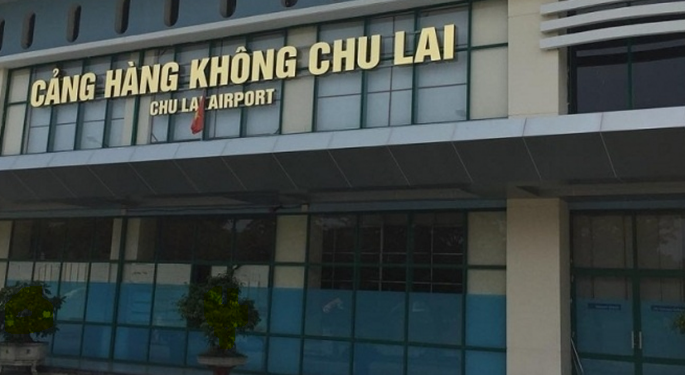 CẢNG HÀNG KHÔNG CHU LAI
CHU LAI AIRPORT